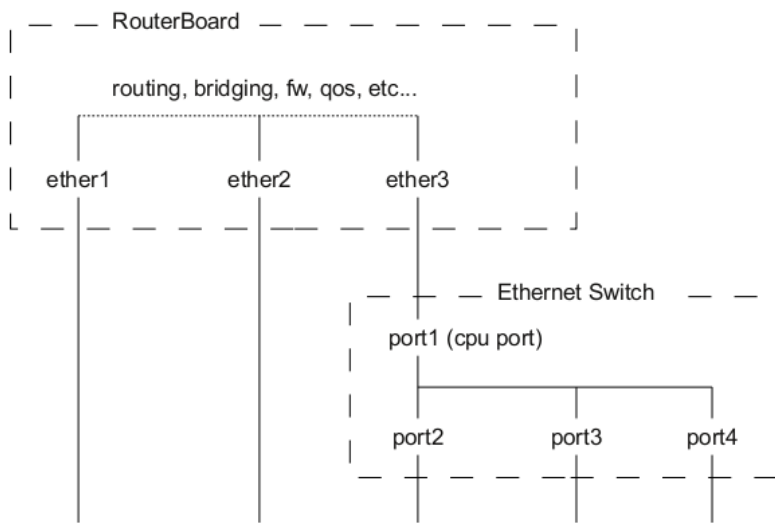 RouterBoard
routing, bridging, fw, qos, etc...
ether1 ether2 ether3
Ethernet Switch
port1 (cpu port)
port2 port3 port4